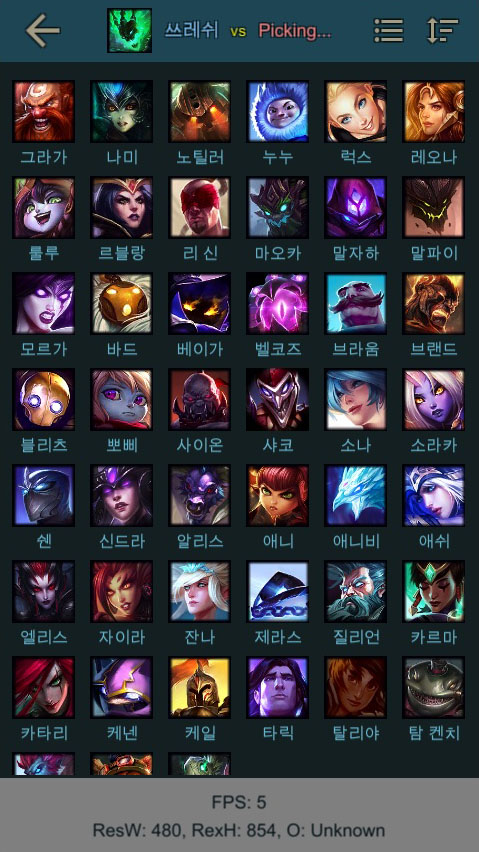 쓰레쉬 vs Picking...
그라가 나미 노틸러 누누 럭스 레오나
룰루 르블랑 리 신 마오카 말자하 말파이
모르가 바드 베이가 벨코즈 브라움 브랜드
블리츠 뽀삐 사이온 샤코 소나 소라카
쉔 신드라 알리스 애니 애니비 애쉬
엘리스 자이라 잔나 제라스 질리언 카르마
카타리 케넨 케일 타릭 탈리야 탐 켄치
FPS: 5
ResW: 480, RexH: 854, O: Unknown